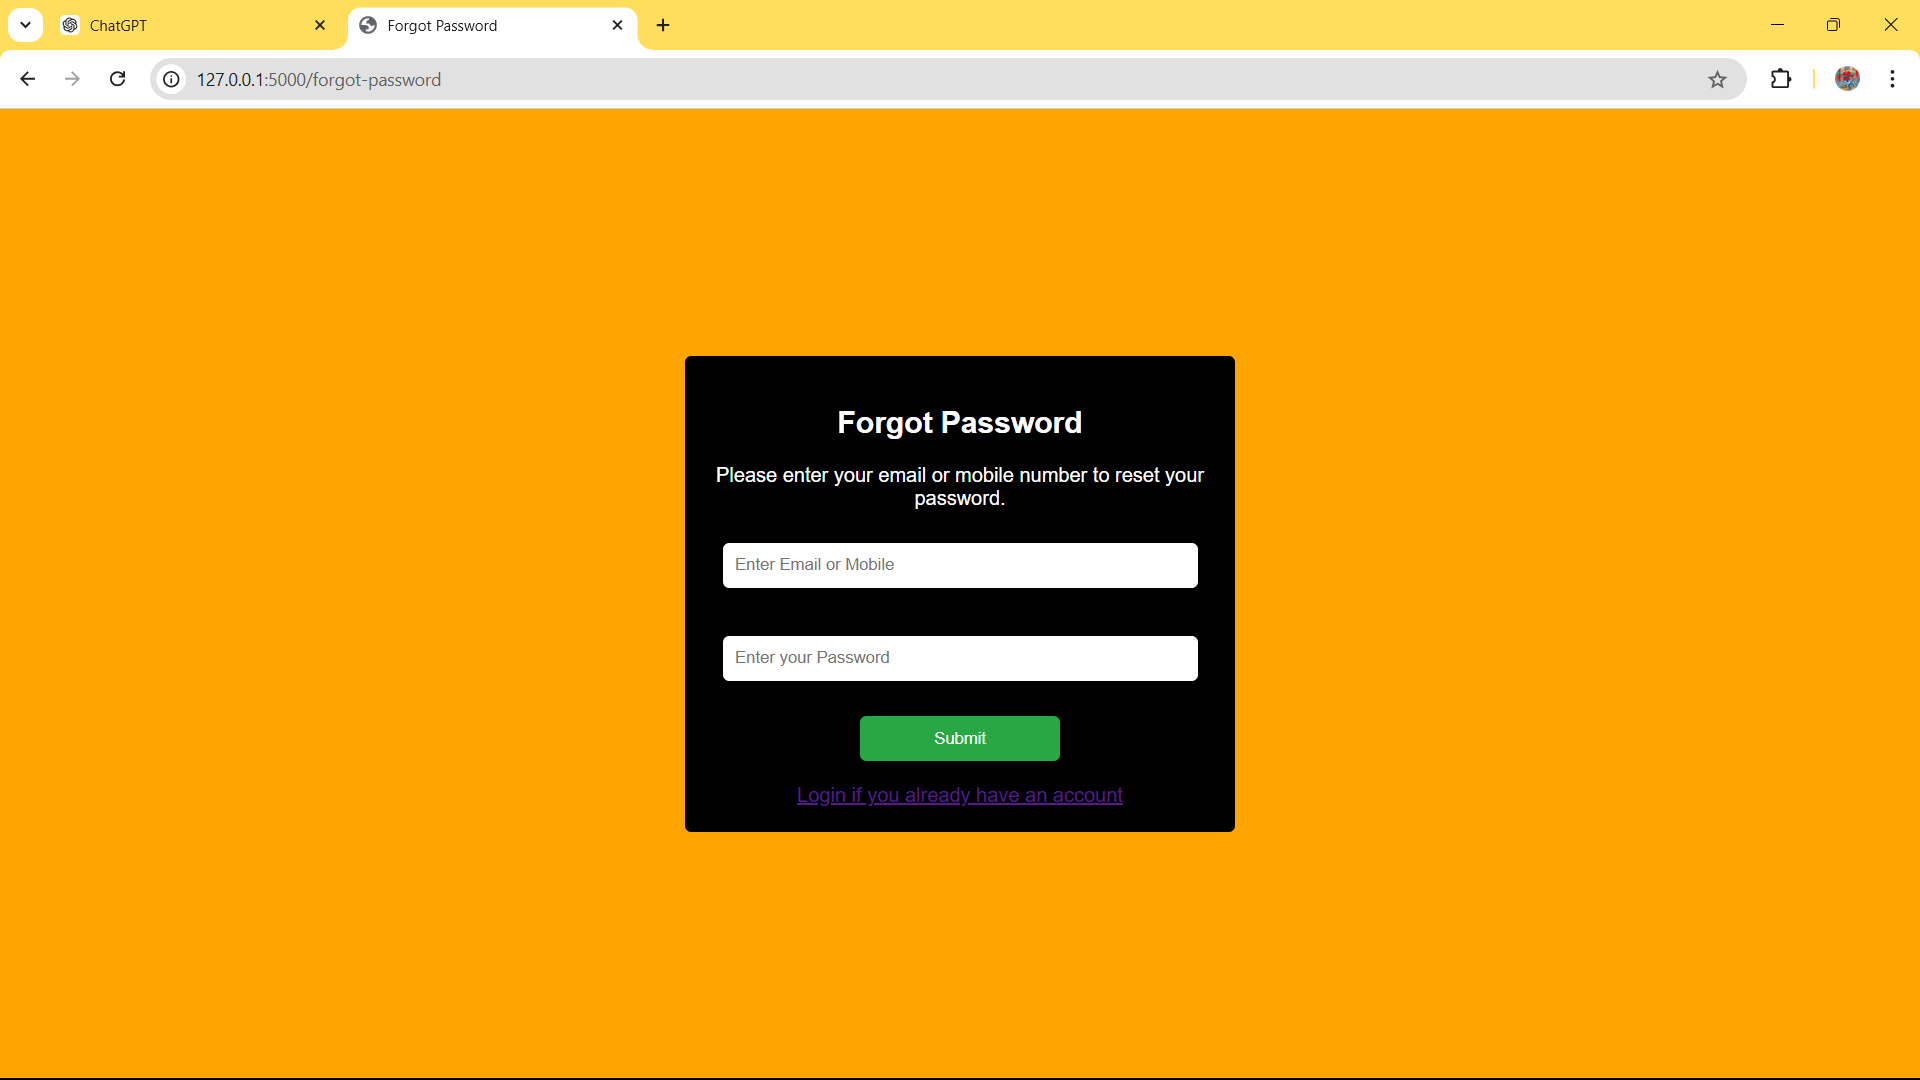 ChatGPT
Forgot Password
127.0.0.1:5000/forgot-password
Forgot Password
Please enter your email or mobile number to reset your
password.
Enter Email or Mobile
Enter your Password
Submit
Login if you already have an account